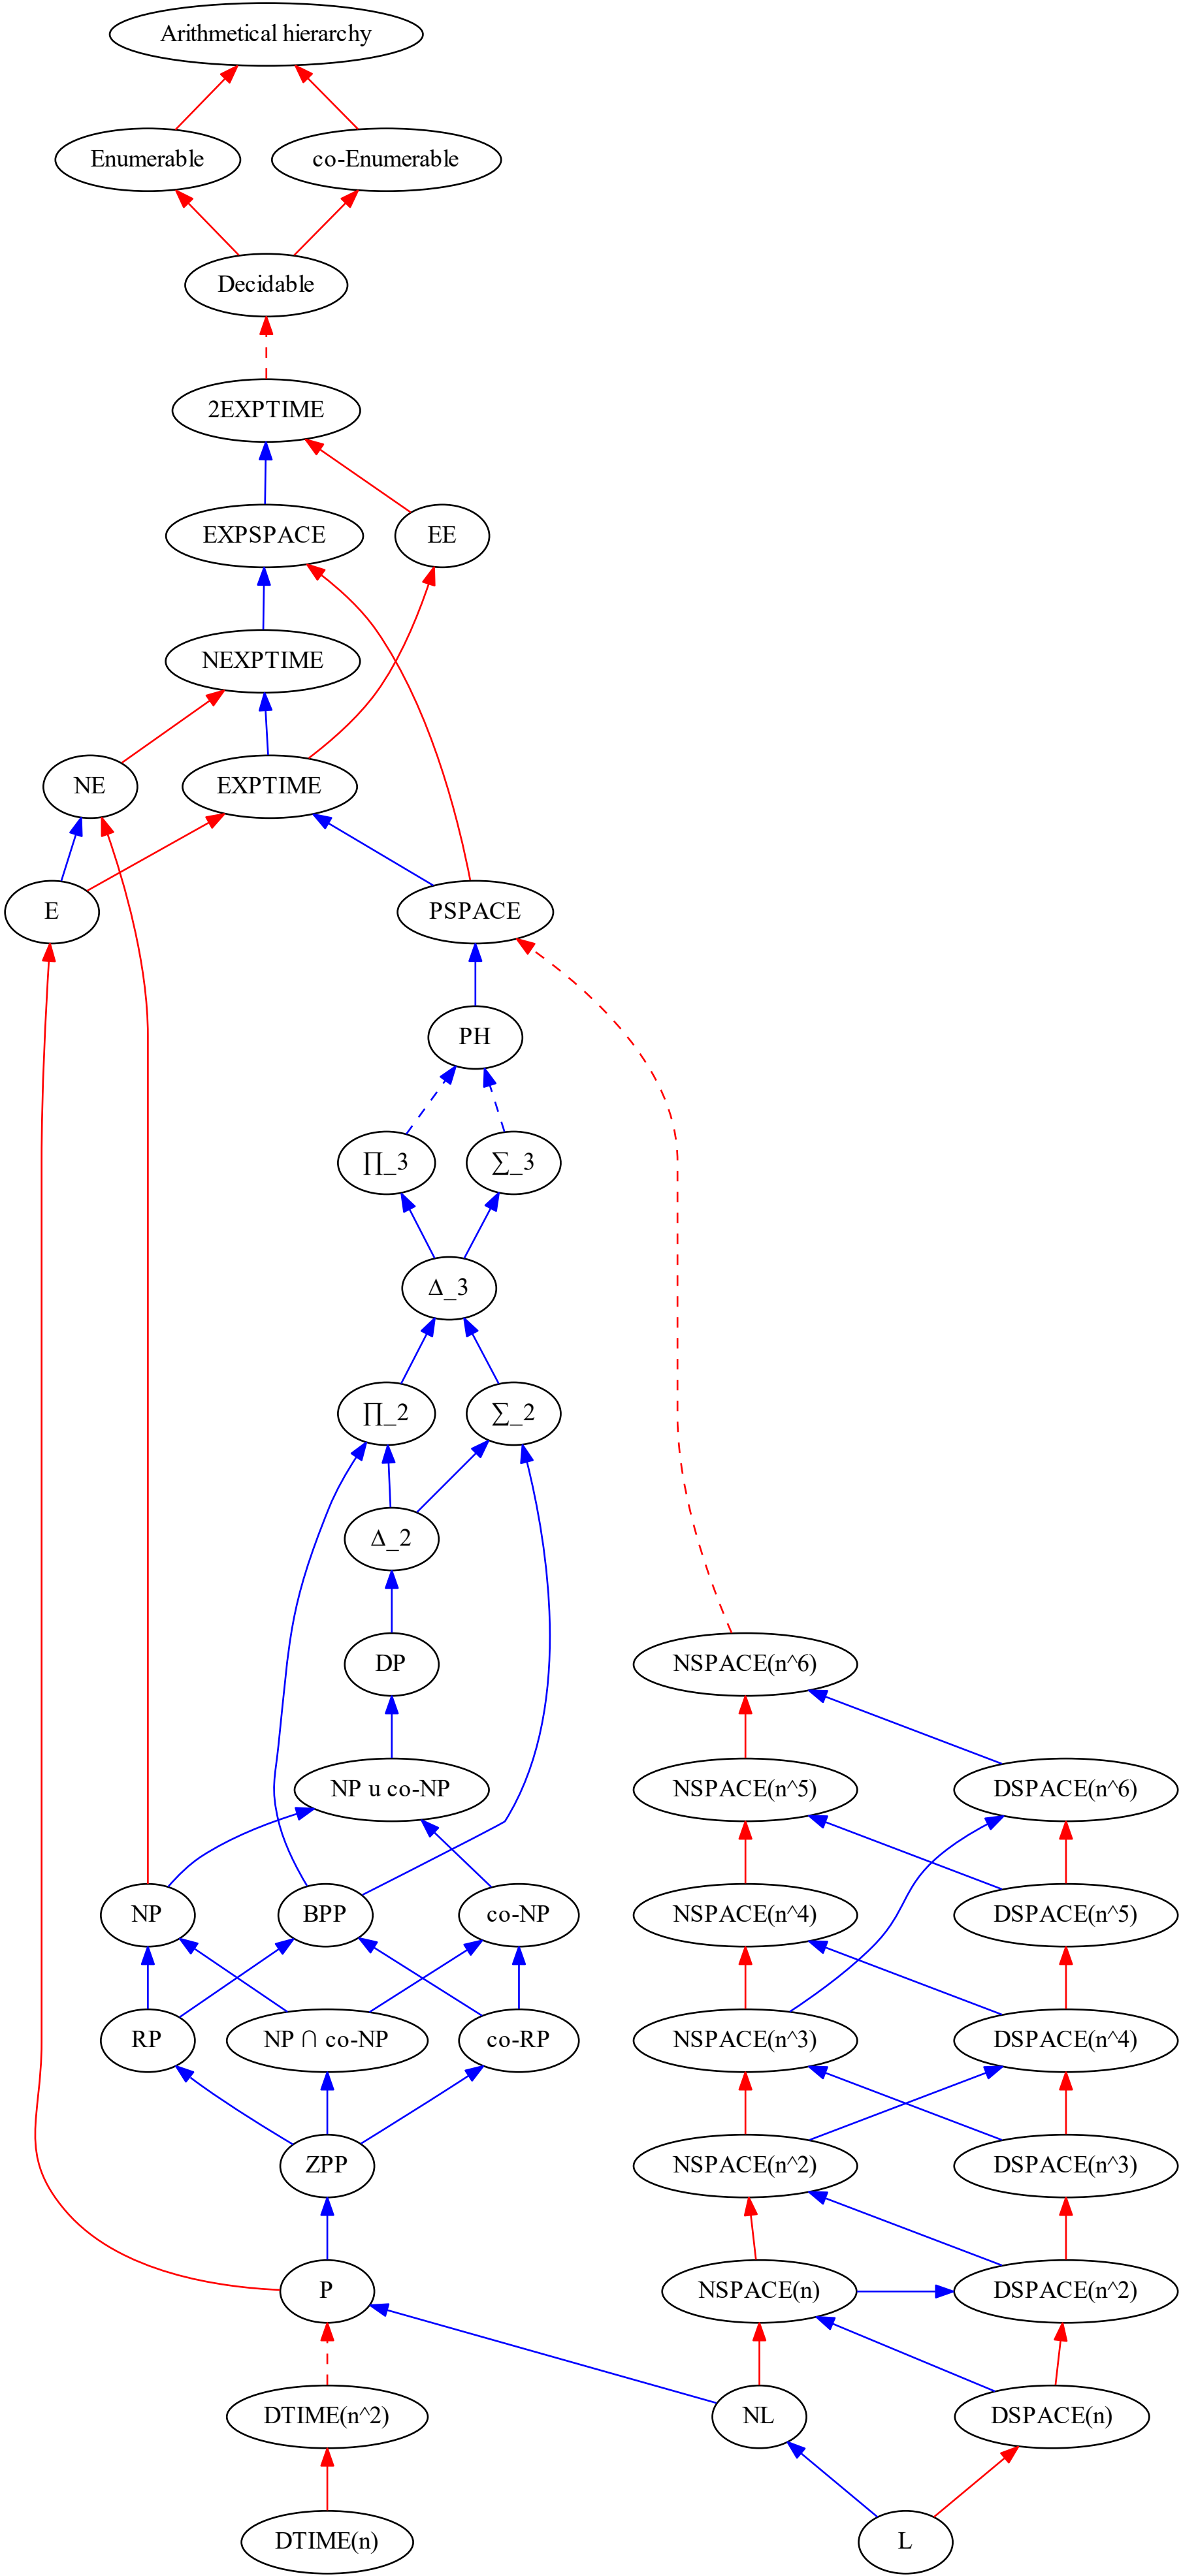 Arithmetical hierarchy
Enumerable
co-Enumerable
Decidable
2EXPTIME
EXPSPACE
EE
NEXPTIME
NE
EXPTIME
E
PSPACE
PH
∏_3
∑_3
Δ_3
∏_2
∑_2
Δ_2
DP
NSPACE(n^6)
NP u co-NP
NSPACE(n^5)
DSPACE(n^6)
NP
BPP
co-NP
NSPACE(n^4)
DSPACE(n^5)
RP
NP ∩ co-NP
co-RP
NSPACE(n^3)
DSPACE(n^4)
ZPP
NSPACE(n^2)
DSPACE(n^3)
P
NSPACE(n)
DSPACE(n^2)
DTIME(n^2)
NL
DSPACE(n)
DTIME(n)
L